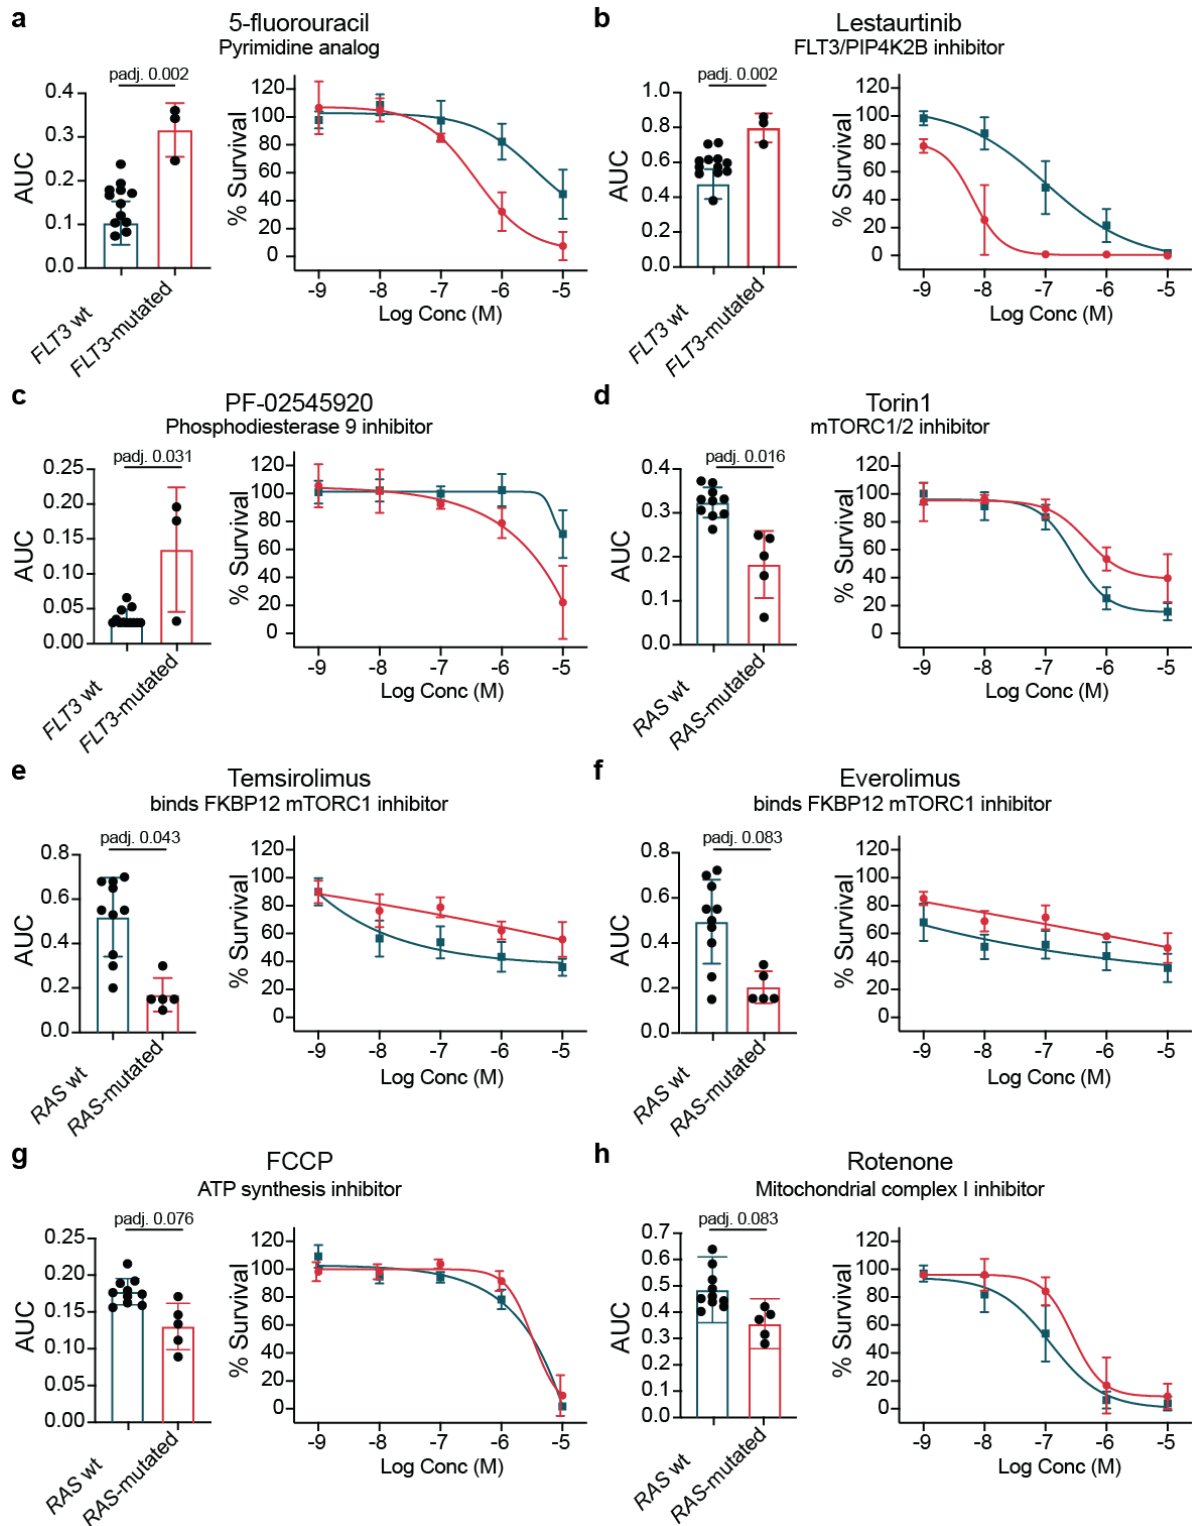 a
5-fluorouracil
Pyrimidine analog
padj. 0.002
AUC
0.4
0.3
0.2
0.1
0.0
FLT3 wt
FLT3-mutated
% Survival
120
100
80
60
40
20
0
-9 -8 -7 -6 -5
Log Conc (M)
b
Lestaurtinib
FLT3/PIP4K2B inhibitor
padj. 0.002
AUC
1.0
0.8
0.6
0.4
0.2
0.0
FLT3 wt
FLT3-mutated
% Survival
120
100
80
60
40
20
0
-9 -8 -7 -6 -5
Log Conc (M)
c
PF-02545920
Phosphodiesterase 9 inhibitor
padj. 0.031
AUC
0.25
0.20
0.15
0.10
0.05
0.00
FLT3 wt
FLT3-mutated
% Survival
120
100
80
60
40
20
0
-9 -8 -7 -6 -5
Log Conc (M)
d
Torin1
mTORC1/2 inhibitor
padj. 0.016
AUC
0.4
0.3
0.2
0.1
0.0
RAS wt
RAS-mutated
% Survival
120
100
80
60
40
20
0
-9 -8 -7 -6 -5
Log Conc (M)
e
Temsirolimus
binds FKBP12 mTORC1 inhibitor
padj. 0.043
AUC
0.8
0.6
0.4
0.2
0.0
RAS wt
RAS-mutated
% Survival
120
100
80
60
40
20
0
-9 -8 -7 -6 -5
Log Conc (M)
f
Everolimus
binds FKBP12 mTORC1 inhibitor
padj. 0.083
AUC
0.8
0.6
0.4
0.2
0.0
RAS wt
RAS-mutated
% Survival
120
100
80
60
40
20
0
-9 -8 -7 -6 -5
Log Conc (M)
g
FCCP
ATP synthesis inhibitor
padj. 0.076
AUC
0.25
0.20
0.15
0.10
0.05
0.00
RAS wt
RAS-mutated
% Survival
120
100
80
60
40
20
0
-9 -8 -7 -6 -5
Log Conc (M)
h
Rotenone
Mitochondrial complex I inhibitor
padj. 0.083
AUC
0.7
0.6
0.5
0.4
0.3
0.2
0.1
0.0
RAS wt
RAS-mutated
% Survival
120
100
80
60
40
20
0
-9 -8 -7 -6 -5
Log Conc (M)